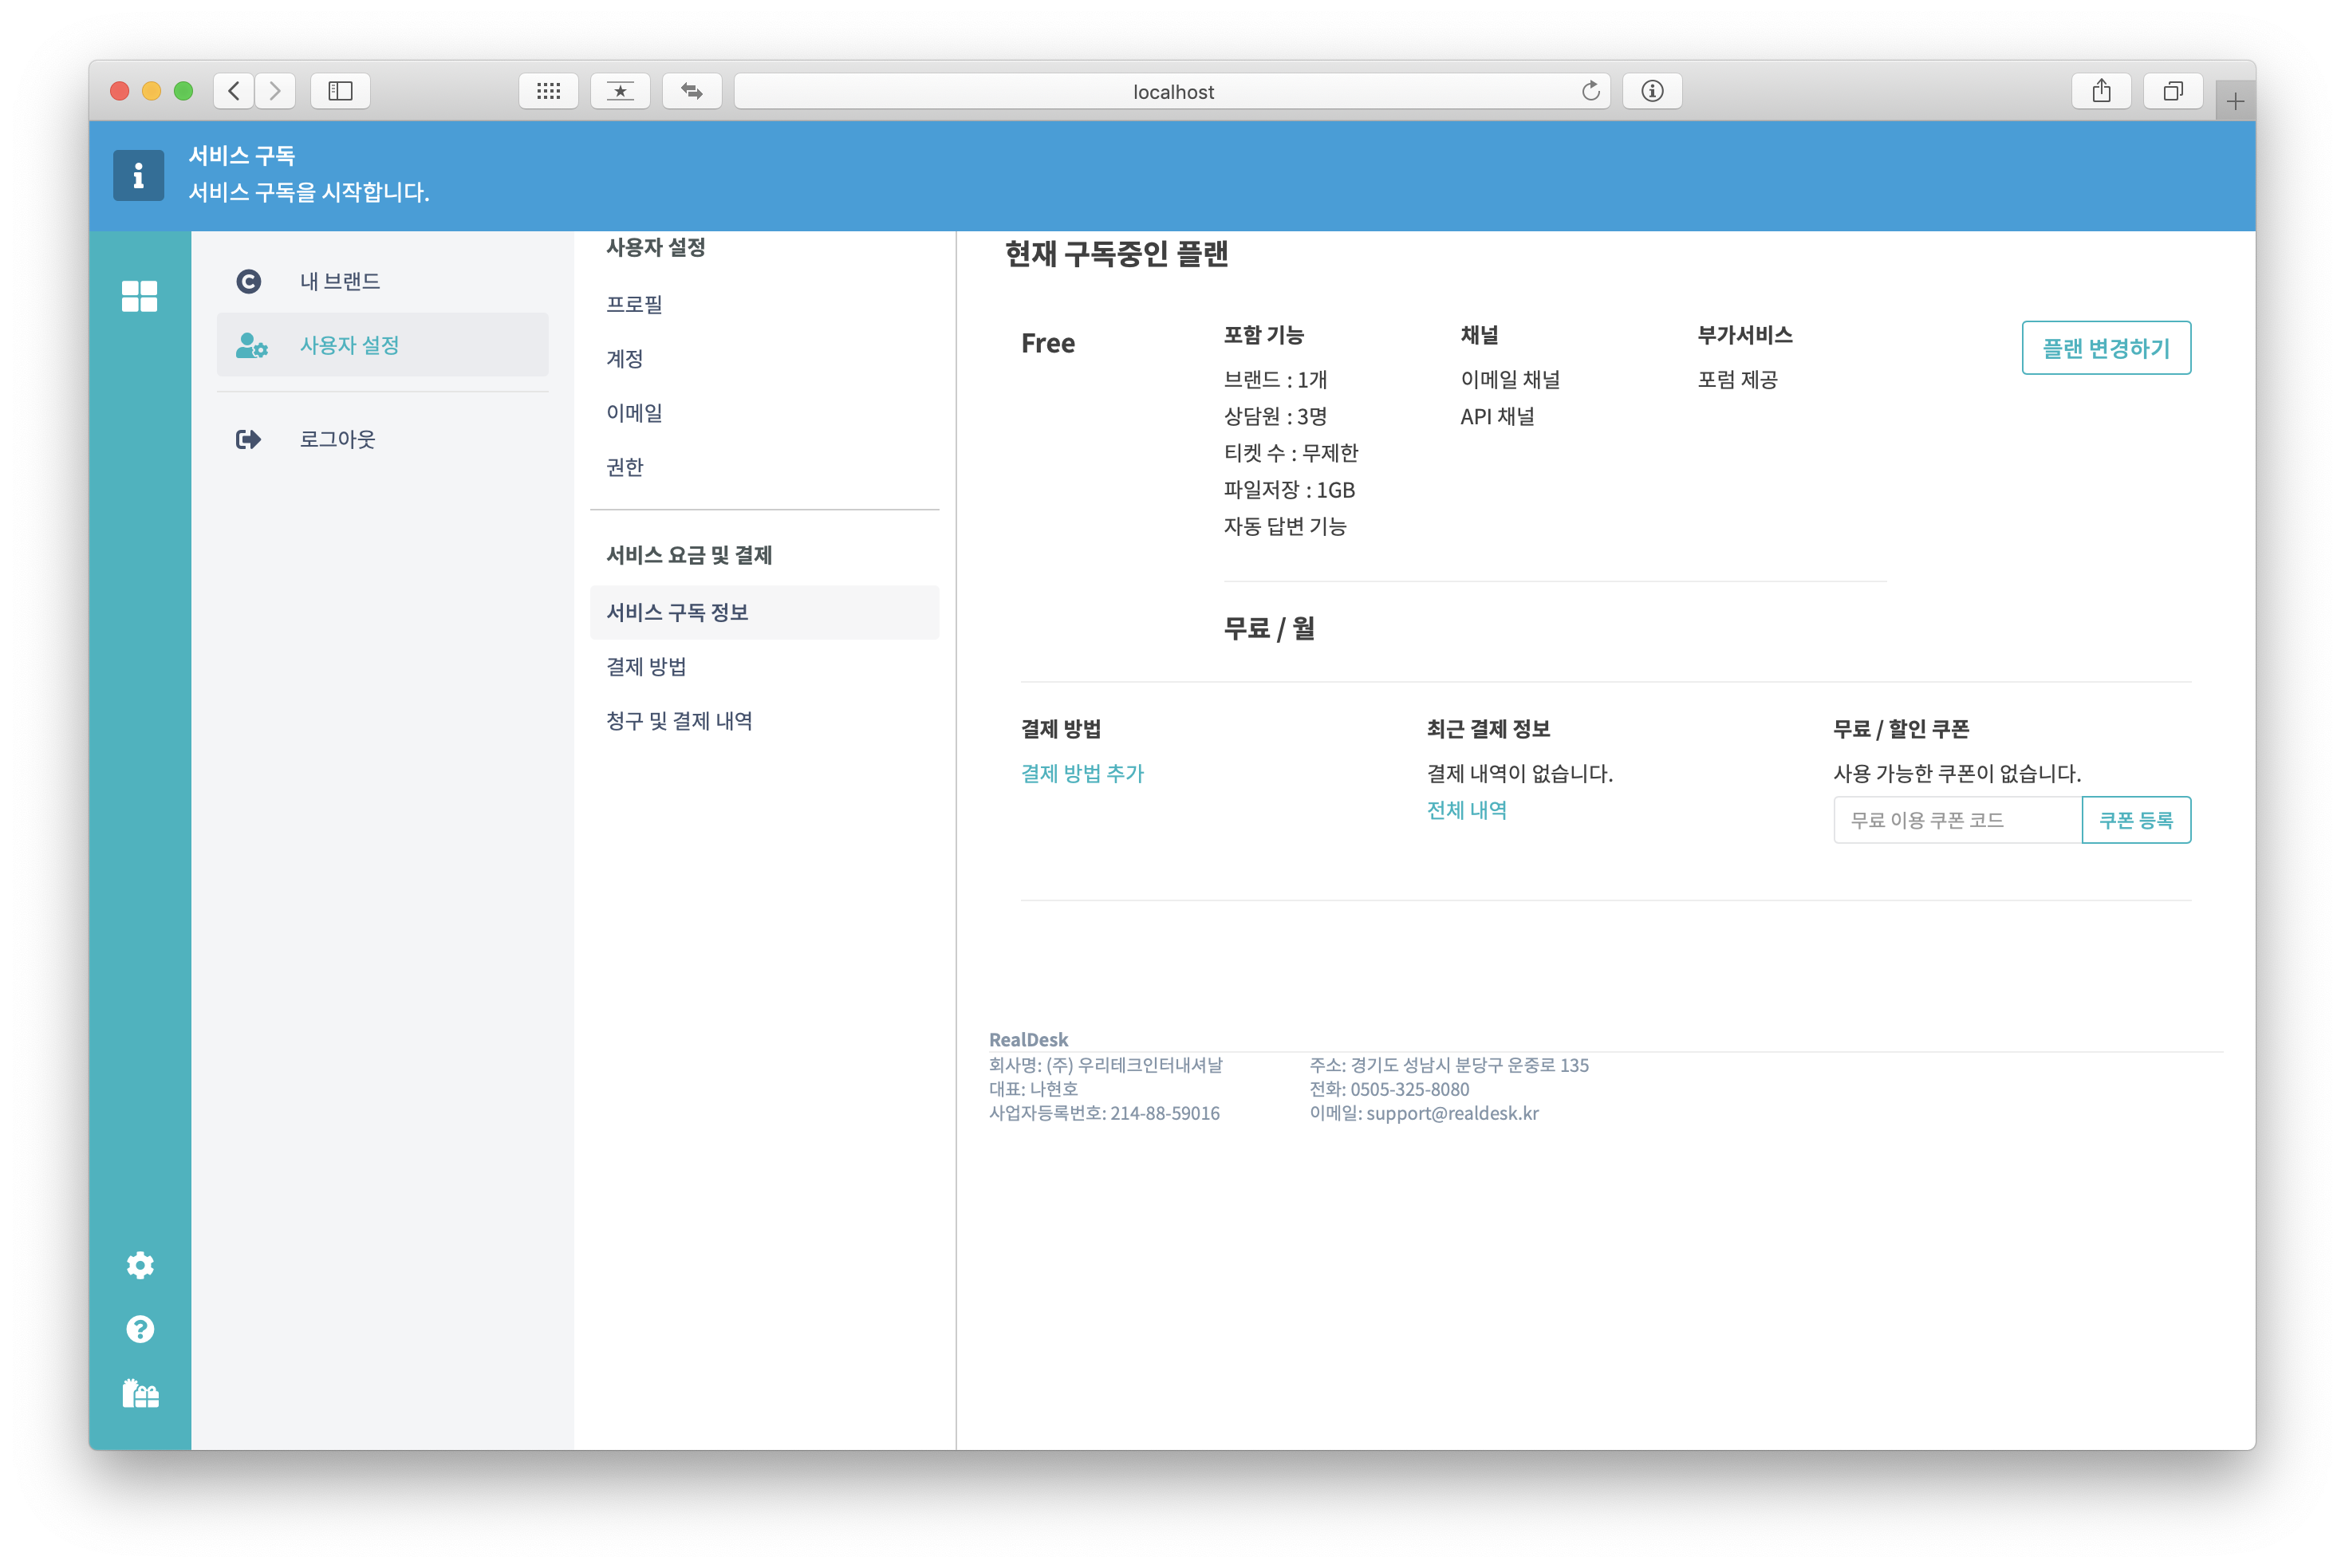 localhost
서비스 구독
서비스 구독을 시작합니다.
내 브랜드
사용자 설정
로그아웃
사용자 설정
프로필
계정
이메일
권한
서비스 요금 및 결제
서비스 구독 정보
결제 방법
청구 및 결제 내역
현재 구독중인 플랜
Free
포함 기능
브랜드 : 1개
상담원 : 3명
티켓 수 : 무제한
파일저장 : 1GB
자동 답변 기능
채널
이메일 채널
API 채널
부가서비스
포럼 제공
플랜 변경하기
무료 / 월
결제 방법
결제 방법 추가
최근 결제 정보
결제 내역이 없습니다.
전체 내역
무료 / 할인 쿠폰
사용 가능한 쿠폰이 없습니다.
무료 이용 쿠폰 코드
쿠폰 등록
RealDesk
회사명: (주) 우리테크인터내셔날
대표: 나현호
사업자등록번호: 214-88-59016
주소: 경기도 성남시 분당구 운중로 135
전화: 0505-325-8080
이메일: support@realdesk.kr